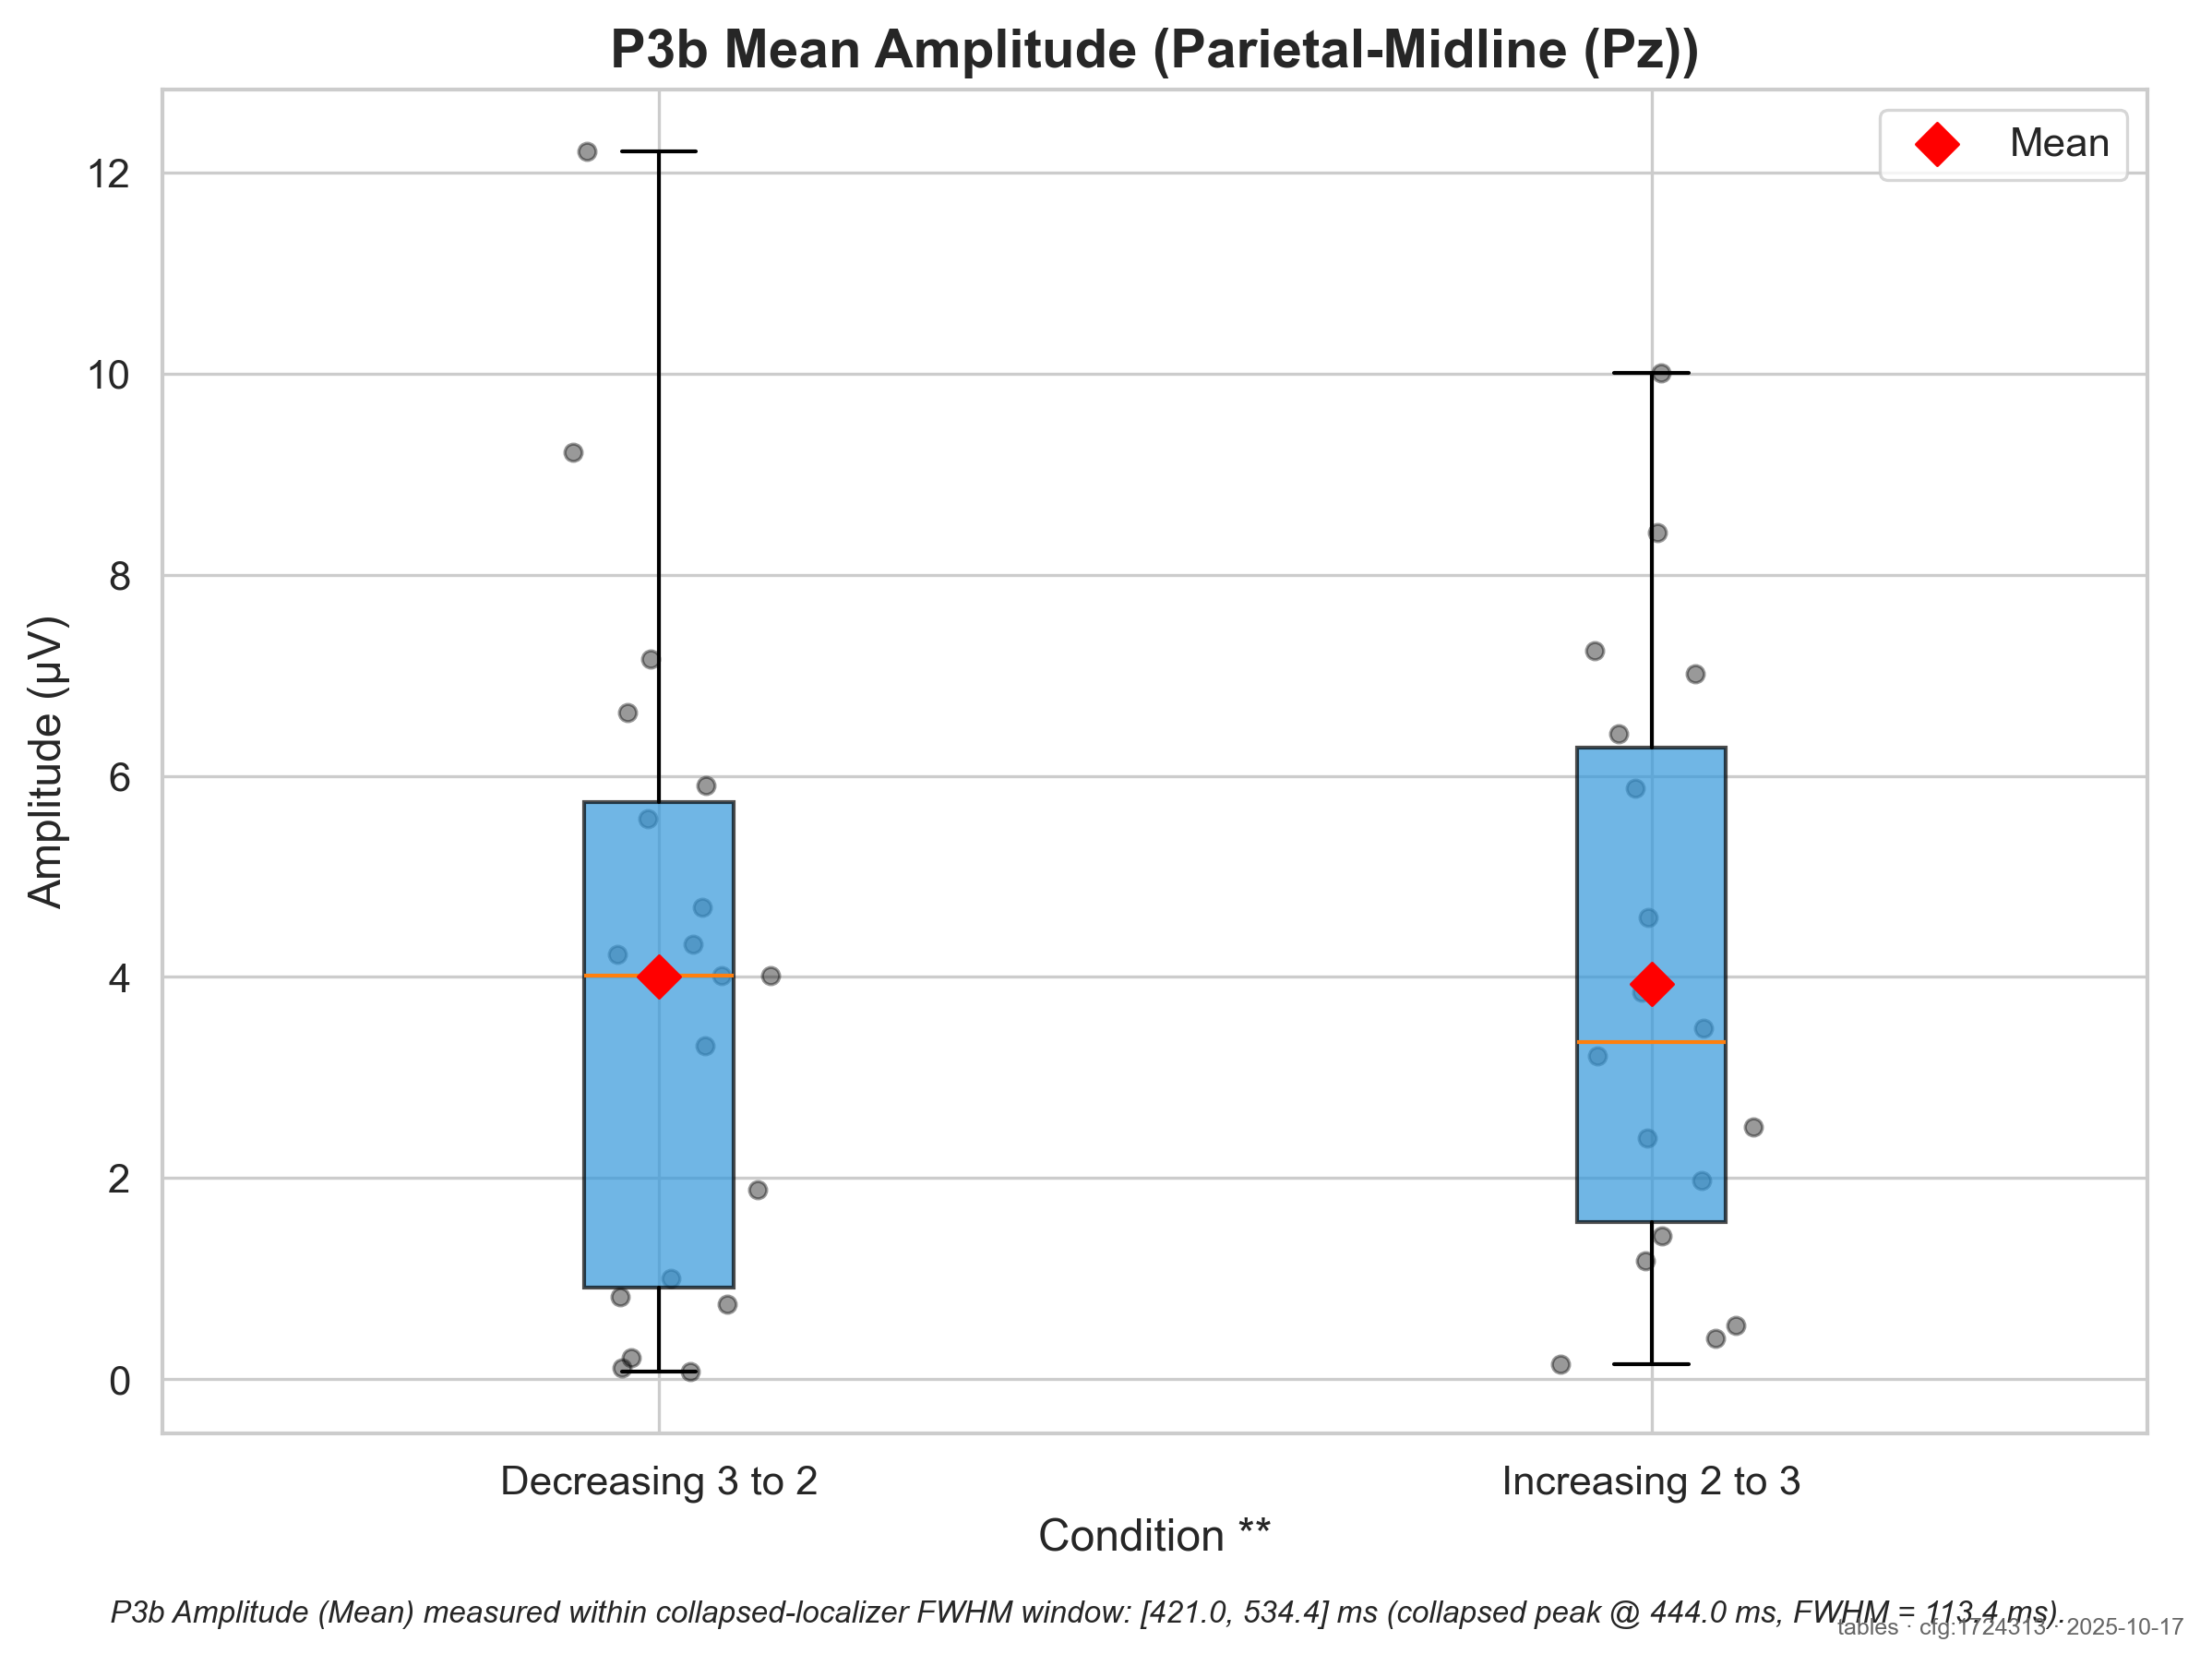 P3b Mean Amplitude (Parietal-Midline (Pz))
Mean
12
10
8
6
4
2
0
Amplitude (µV)
Decreasing 3 to 2
Increasing 2 to 3
Condition **
P3b Amplitude (Mean) measured within collapsed-localizer FWHM window: [421.0, 534.4] ms (collapsed peak @ 444.0 ms, FWHM = 113.4 ms).
tables · cfg:1724313 · 2025-10-17